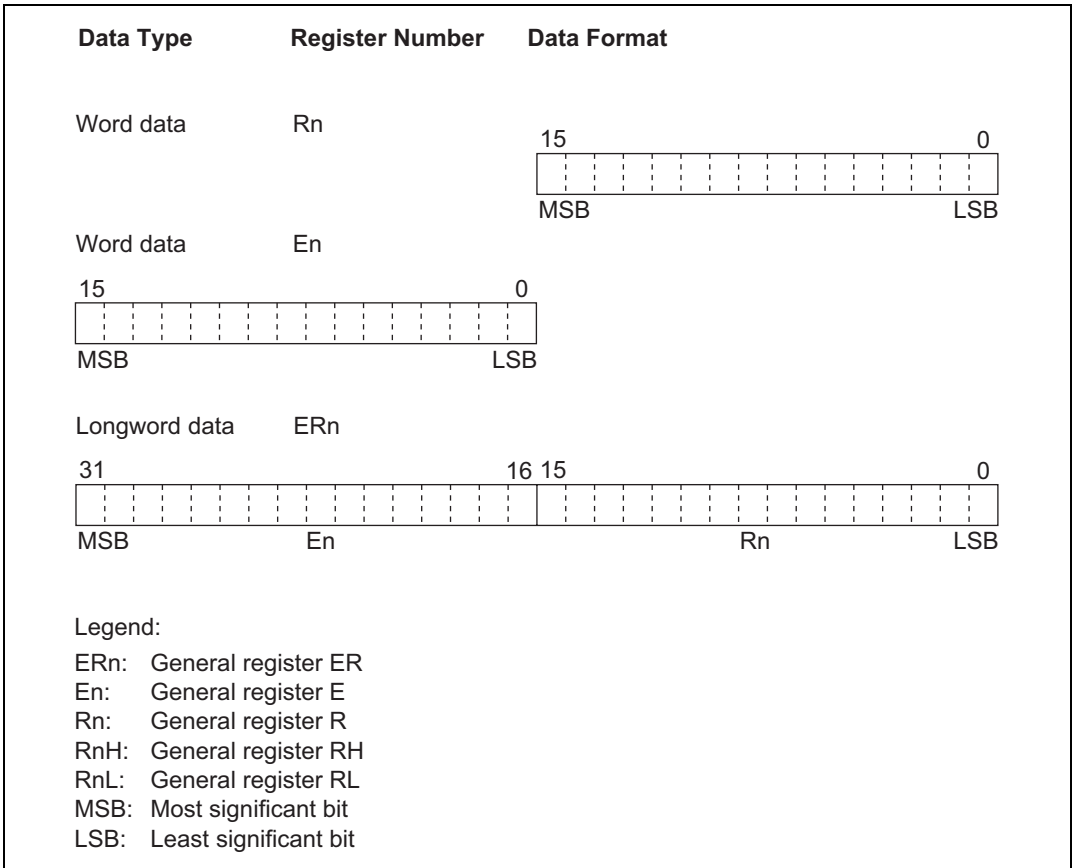 Data Type Register Number Data Format
Word data Rn
15 0
MSB LSB
Word data En
15 0
MSB LSB
Longword data ERn
31 16 15 0
MSB En Rn LSB
Legend:
ERn: General register ER
En: General register E
Rn: General register R
RnH: General register RH
RnL: General register RL
MSB: Most significant bit
LSB: Least significant bit